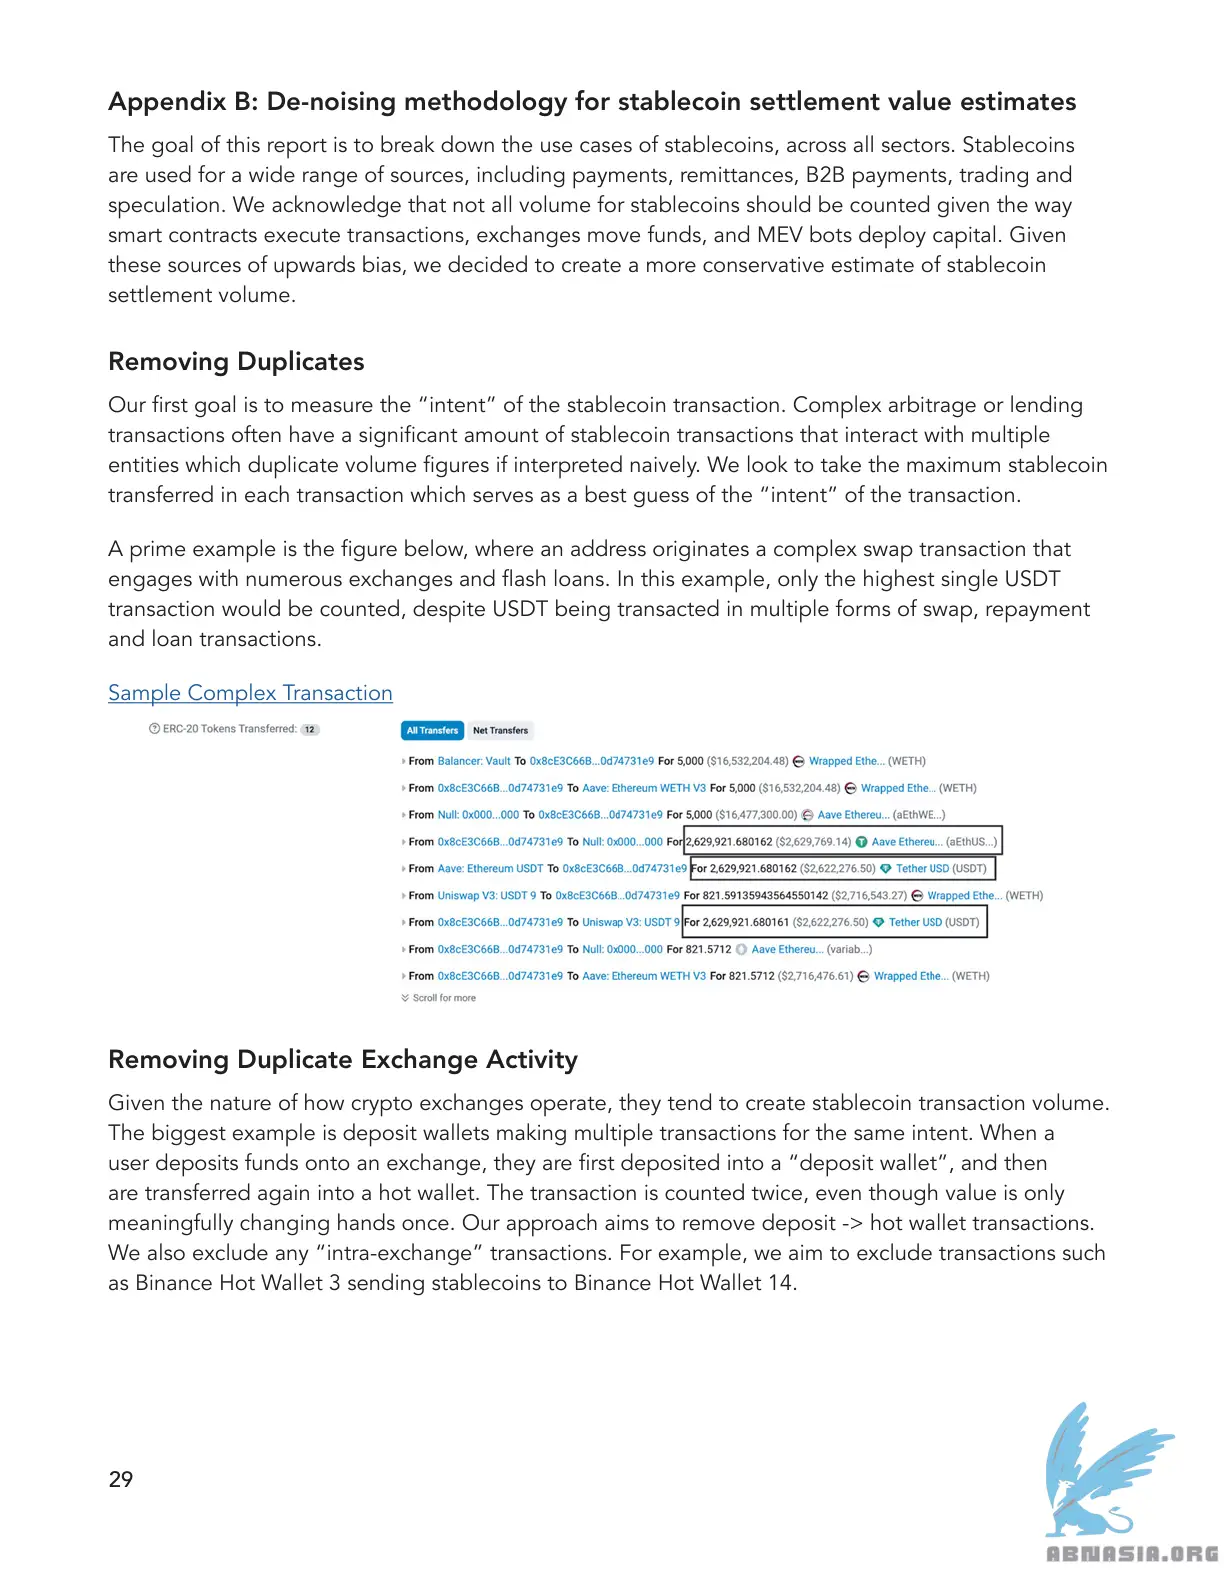 Appendix B: De-noising methodology for stablecoin settlement value estimates
The goal of this report is to break down the use cases of stablecoins, across all sectors. Stablecoins
are used for a wide range of sources, including payments, remittances, B2B payments, trading and
speculation. We acknowledge that not all volume for stablecoins should be counted given the way
smart contracts execute transactions, exchanges move funds, and MEV bots deploy capital. Given
these sources of upwards bias, we decided to create a more conservative estimate of stablecoin
settlement volume.
Removing Duplicates
Our first goal is to measure the “intent” of the stablecoin transaction. Complex arbitrage or lending
transactions often have a significant amount of stablecoin transactions that interact with multiple
entities which duplicate volume figures if interpreted naively. We look to take the maximum stablecoin
transferred in each transaction which serves as a best guess of the “intent” of the transaction.
A prime example is the figure below, where an address originates a complex swap transaction that
engages with numerous exchanges and flash loans. In this example, only the highest single USDT
transaction would be counted, despite USDT being transacted in multiple forms of swap, repayment
and loan transactions.
Sample Complex Transaction
ERC-20 Tokens Transferred: 12
All Transfers Net Transfers
From Balancer: Vault To 0x8cE3C66B...0d74731e9 For 5,000 ($16,532,204.48) Wrapped Ethe... (WETH)
From 0x8cE3C66B...0d74731e9 To Aave: Ethereum WETH V3 For 5,000 ($16,532,204.48) Wrapped Ethe... (WETH)
From Null: 0x000...000 To 0x8cE3C66B...0d74731e9 For 5,000 ($16,477,300.00) Aave Ethereu... (aEthWE...)
From 0x8cE3C66B...0d74731e9 To Null: 0x000...000 For 2,629,921.680162 ($2,629,769.14) Aave Ethereu... (aEthUS...)
From Aave: Ethereum USDT To 0x8cE3C66B...0d74731e9 For 2,629,921.680162 ($2,622,276.50) Tether USD (USDT)
From Uniswap V3: USDT 9 To 0x8cE3C66B...0d74731e9 For 821.59135943564550142 ($2,716,543.27) Wrapped Ethe... (WETH)
From 0x8cE3C66B...0d74731e9 To Uniswap V3: USDT 9 For 2,629,921.680161 ($2,622,276.50) Tether USD (USDT)
From 0x8cE3C66B...0d74731e9 To Null: 0x000...000 For 821.5712 Aave Ethereu... (variab...)
From 0x8cE3C66B...0d74731e9 To Aave: Ethereum WETH V3 For 821.5712 ($2,716,476.61) Wrapped Ethe... (WETH)
Scroll for more
Removing Duplicate Exchange Activity
Given the nature of how crypto exchanges operate, they tend to create stablecoin transaction volume.
The biggest example is deposit wallets making multiple transactions for the same intent. When a
user deposits funds onto an exchange, they are first deposited into a “deposit wallet”, and then
are transferred again into a hot wallet. The transaction is counted twice, even though value is only
meaningfully changing hands once. Our approach aims to remove deposit -> hot wallet transactions.
We also exclude any “intra-exchange” transactions. For example, we aim to exclude transactions such
as Binance Hot Wallet 3 sending stablecoins to Binance Hot Wallet 14.
29
ABNASIA.ORG